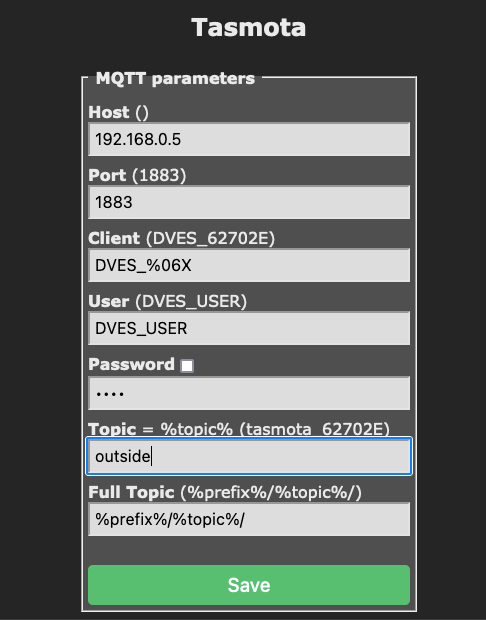 Tasmota
MQTT parameters
Host ()
192.168.0.5
Port (1883)
1883
Client (DVES_62702E)
DVES_%06X
User (DVES_USER)
DVES_USER
Password
••••
Topic = %topic% (tasmota_62702E)
outside
Full Topic (%prefix%/%topic%/)
%prefix%/%topic%/
Save